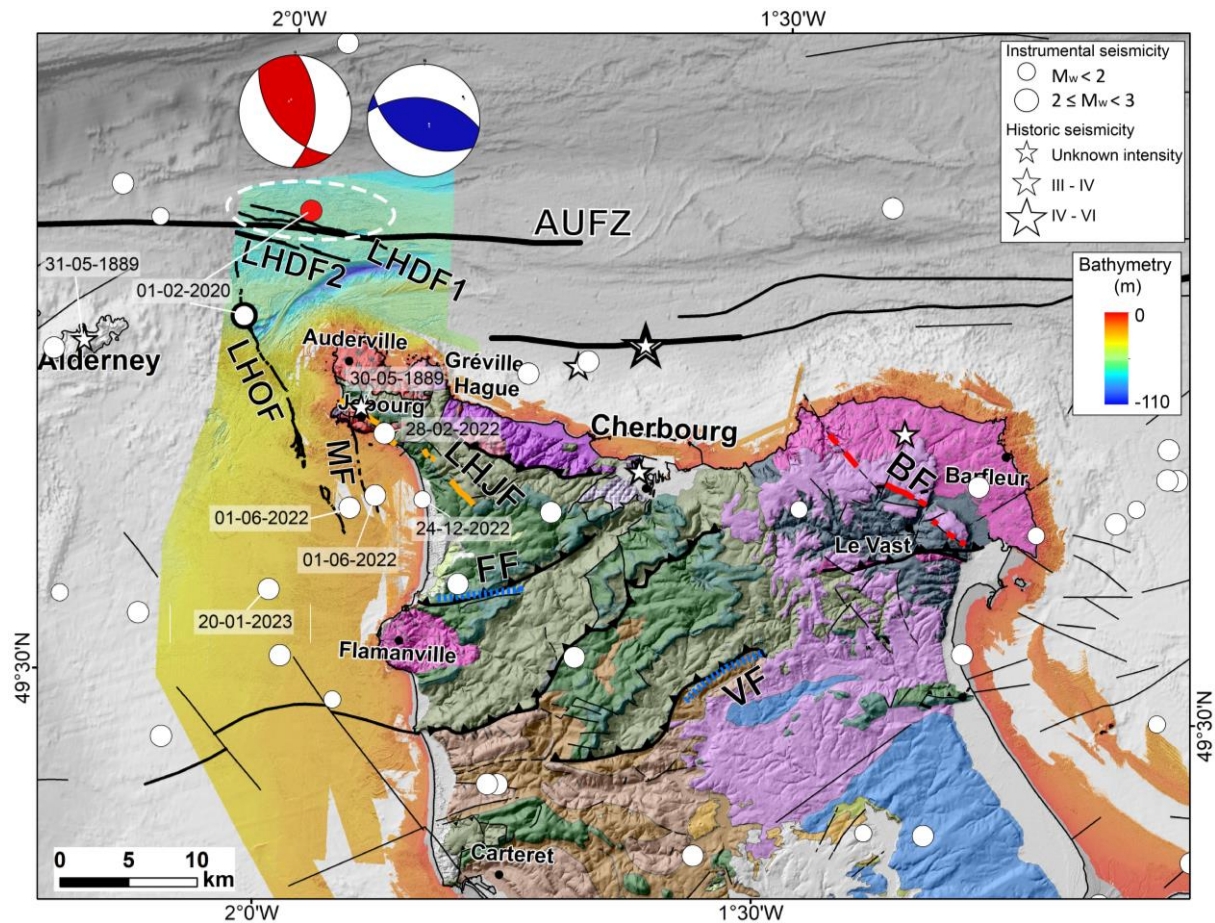 2°0'W
1°30'W
Instrumental seismicity
Mw < 2
2 ≤ Mw < 3
Historic seismicity
Unknown intensity
III - IV
IV - VI
AUFZ
LHDF2
LHDF1
31-05-1889
01-02-2020
Bathymetry
(m)
0
-110
Alderney
LHOF
Auderville
Gréville
Hague
30-05-1889
Jobourg
28-02-2022
Cherbourg
MF
LHJF
BF
Barfleur
01-06-2022
24-12-2022
01-06-2022
Le Vast
FF
20-01-2023
Flamanville
VF
49°30'N
49°30'N
Carteret
0 5 10
km
2°0'W
1°30'W